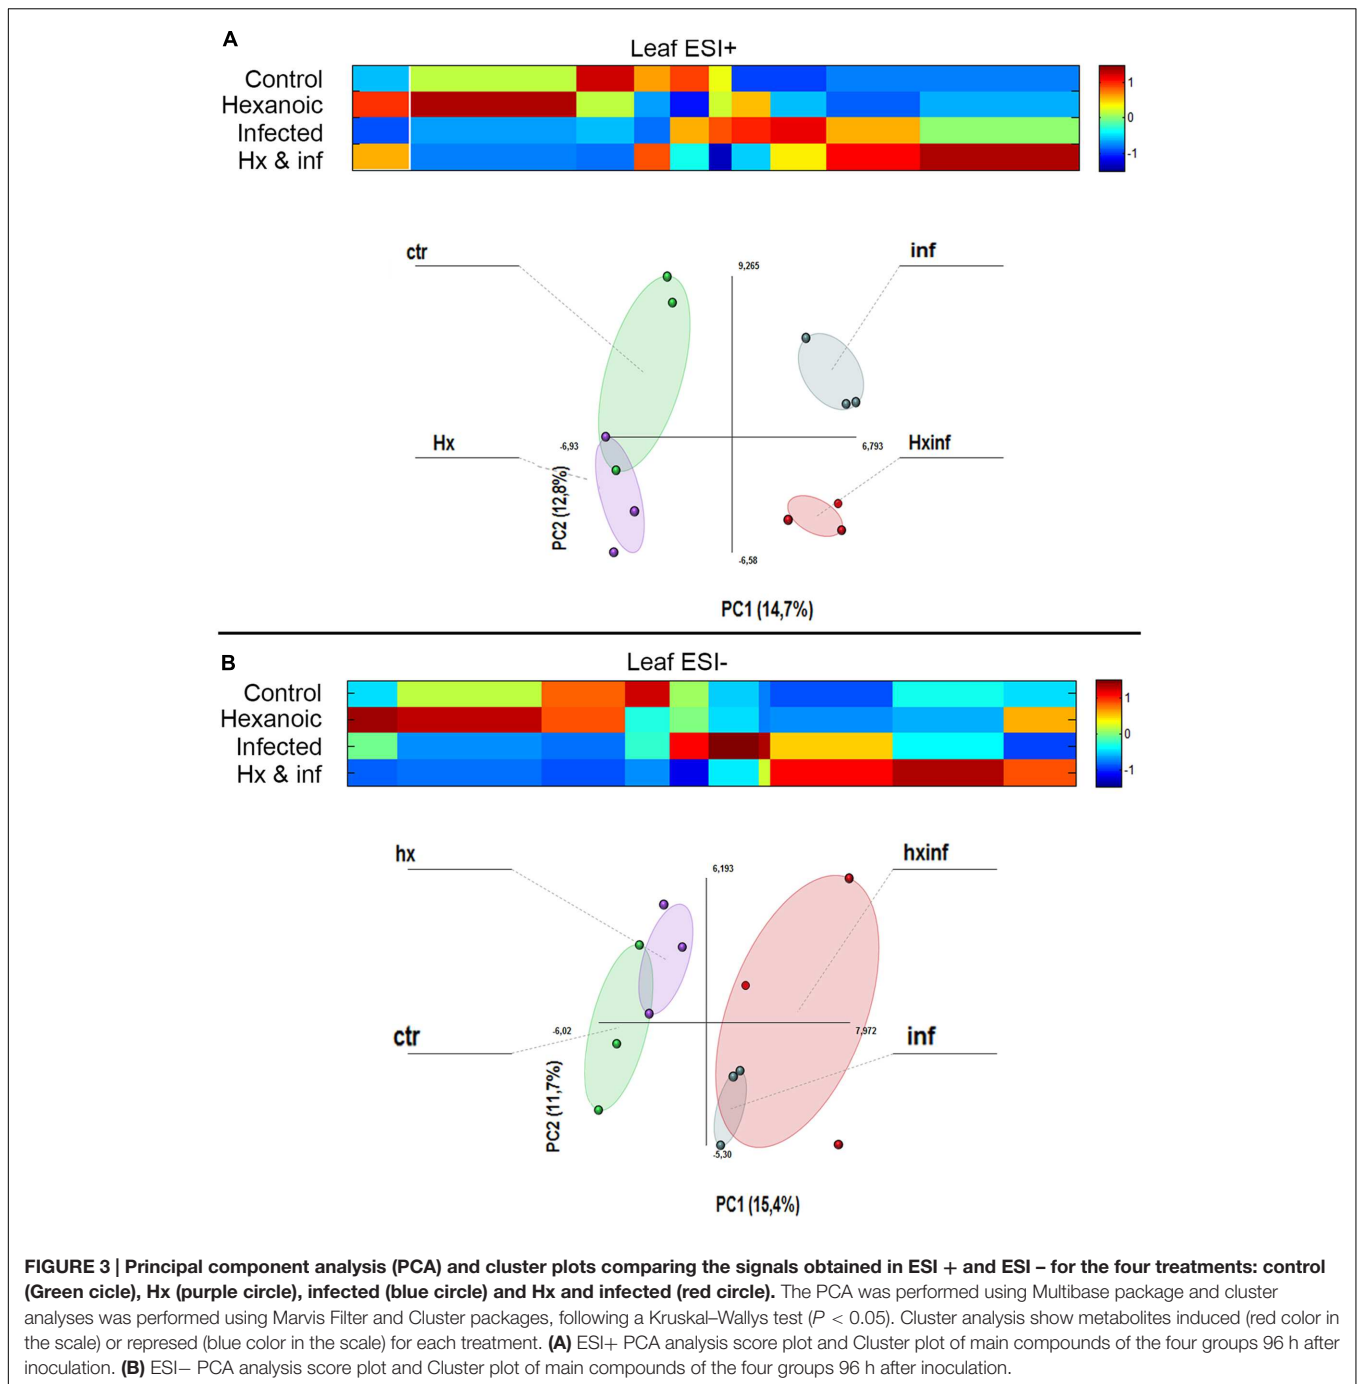 A
Leaf ESI+
Control
Hexanoic
Infected
Hx & inf
1
0
-1
ctr
inf
9,265
Hx
-6,93
6,793
Hxinf
PC2 (12,8%)
-6,58
PC1 (14,7%)
B
Leaf ESI-
Control
Hexanoic
Infected
Hx & inf
1
0
-1
hx
hxinf
6,193
ctr
-6,02
7,972
inf
PC2 (11,7%)
-5,30
PC1 (15,4%)
FIGURE 3 | Principal component analysis (PCA) and cluster plots comparing the signals obtained in ESI + and ESI – for the four treatments: control
(Green cicle), Hx (purple circle), infected (blue circle) and Hx and infected (red circle). The PCA was performed using Multibase package and cluster
analyses was performed using Marvis Filter and Cluster packages, following a Kruskal–Wallys test (P < 0.05). Cluster analysis show metabolites induced (red color in
the scale) or represed (blue color in the scale) for each treatment. (A) ESI+ PCA analysis score plot and Cluster plot of main compounds of the four groups 96 h after
inoculation. (B) ESI− PCA analysis score plot and Cluster plot of main compounds of the four groups 96 h after inoculation.